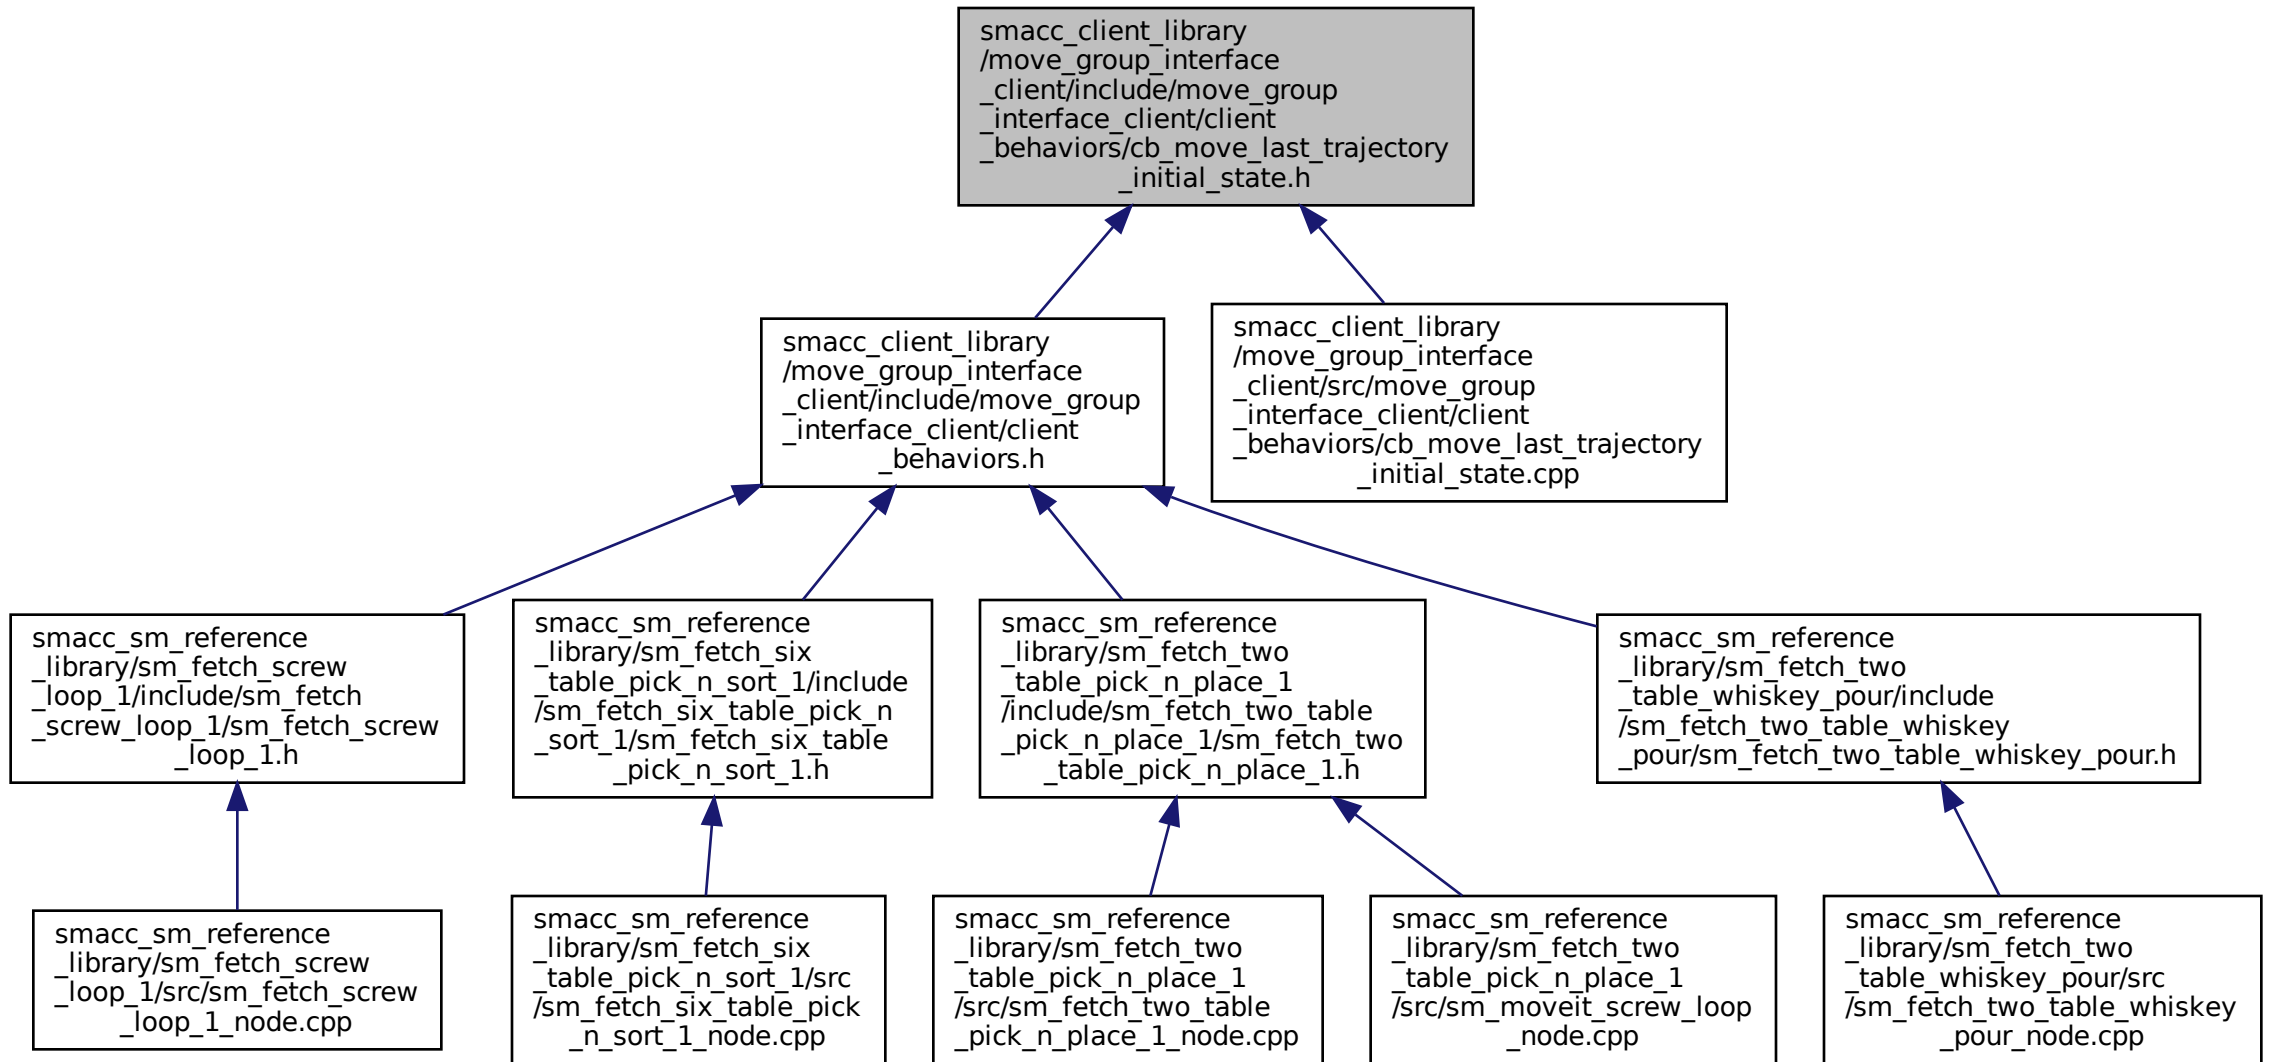 smacc_client_library
/move_group_interface
_client/include/move_group
_interface_client/client
_behaviors/cb_move_last_trajectory
_initial_state.h
smacc_client_library
/move_group_interface
_client/include/move_group
_interface_client/client
_behaviors.h
smacc_client_library
/move_group_interface
_client/src/move_group
_interface_client/client
_behaviors/cb_move_last_trajectory
_initial_state.cpp
smacc_sm_reference
_library/sm_fetch_screw
_loop_1/include/sm_fetch
_screw_loop_1/sm_fetch_screw
_loop_1.h
smacc_sm_reference
_library/sm_fetch_six
_table_pick_n_sort_1/include
/sm_fetch_six_table_pick_n
_sort_1/sm_fetch_six_table
_pick_n_sort_1.h
smacc_sm_reference
_library/sm_fetch_two
_table_pick_n_place_1
/include/sm_fetch_two_table
_pick_n_place_1/sm_fetch_two
_table_pick_n_place_1.h
smacc_sm_reference
_library/sm_fetch_two
_table_whiskey_pour/include
/sm_fetch_two_table_whiskey
_pour/sm_fetch_two_table_whiskey_pour.h
smacc_sm_reference
_library/sm_fetch_screw
_loop_1/src/sm_fetch_screw
_loop_1_node.cpp
smacc_sm_reference
_library/sm_fetch_six
_table_pick_n_sort_1/src
/sm_fetch_six_table_pick
_n_sort_1_node.cpp
smacc_sm_reference
_library/sm_fetch_two
_table_pick_n_place_1
/src/sm_fetch_two_table
_pick_n_place_1_node.cpp
smacc_sm_reference
_library/sm_fetch_two
_table_pick_n_place_1
/src/sm_moveit_screw_loop
_node.cpp
smacc_sm_reference
_library/sm_fetch_two
_table_whiskey_pour/src
/sm_fetch_two_table_whiskey
_pour_node.cpp